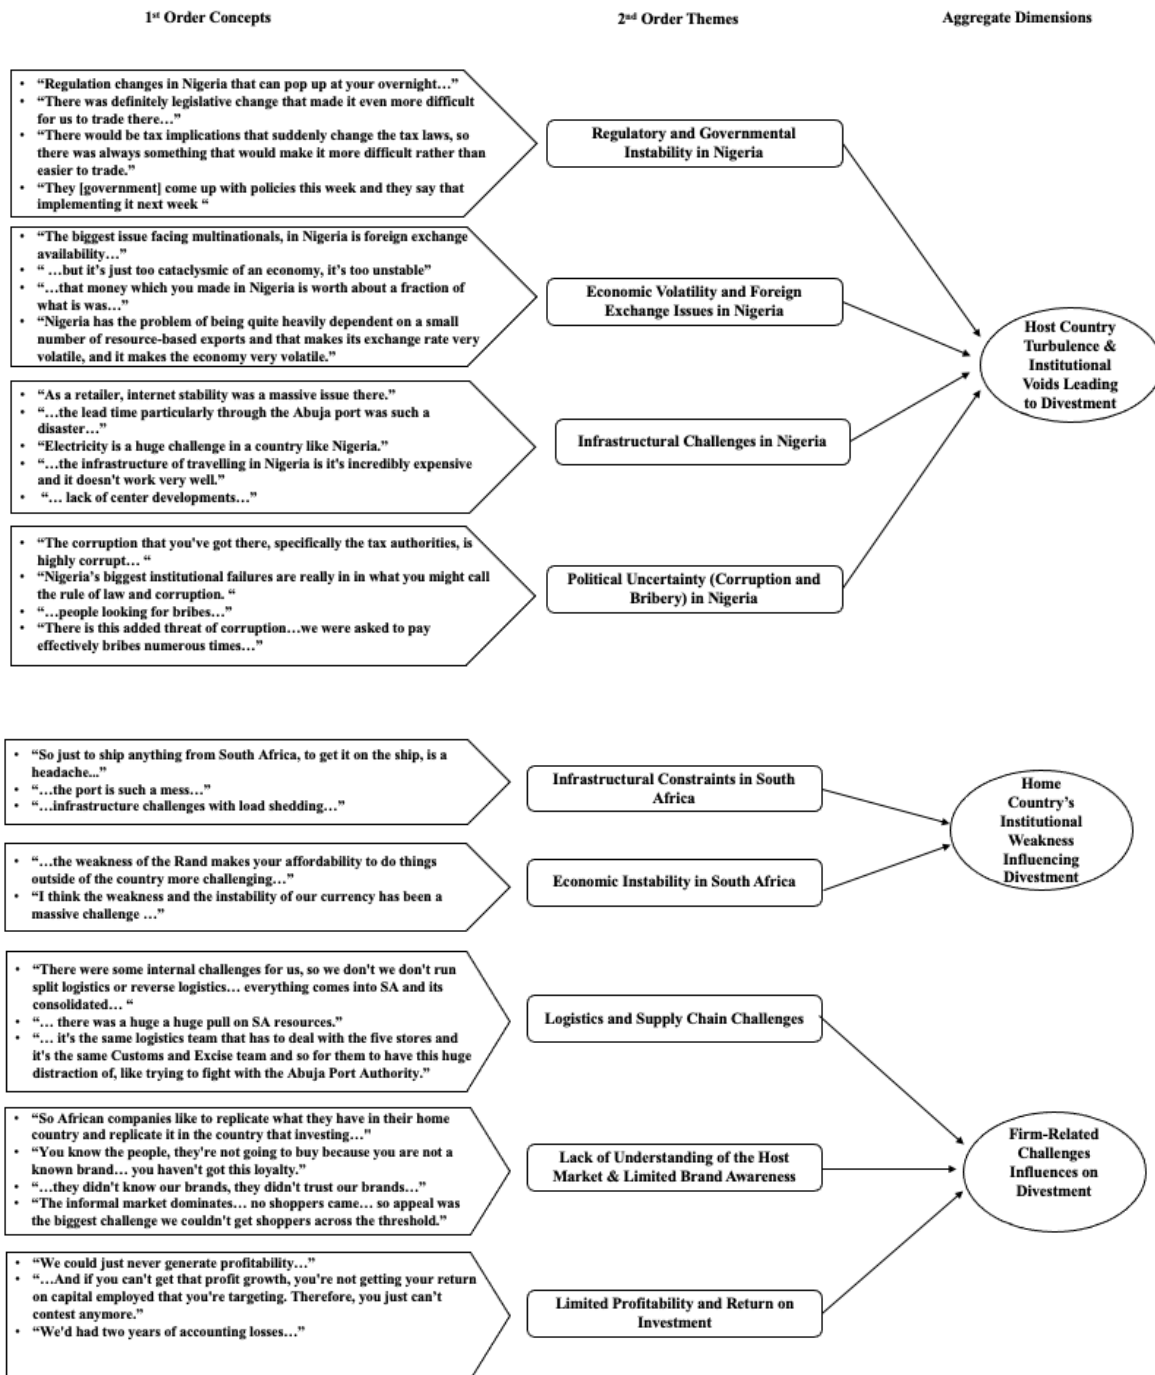 1st Order Concepts
2nd Order Themes
Aggregate Dimensions
• “Regulation changes in Nigeria that can pop up at your overnight…”
• “There was definitely legislative change that made it even more difficult
for us to trade there…”
• “There would be tax implications that suddenly change the tax laws, so
there was always something that would make it more difficult rather than
easier to trade.”
• “They [government] come up with policies this week and they say that
implementing it next week “
Regulatory and Governmental
Instability in Nigeria
• “The biggest issue facing multinationals, in Nigeria is foreign exchange
availability…”
• “ …but it’s just too cataclysmic of an economy, it’s too unstable”
• “…that money which you made in Nigeria is worth about a fraction of
what is was…”
• “Nigeria has the problem of being quite heavily dependent on a small
number of resource-based exports and that makes its exchange rate very
volatile, and it makes the economy very volatile.”
Economic Volatility and Foreign
Exchange Issues in Nigeria
Host Country
Turbulence &
Institutional
Voids Leading
to Divestment
• “As a retailer, internet stability was a massive issue there.”
• “…the lead time particularly through the Abuja port was such a
disaster…”
• “Electricity is a huge challenge in a country like Nigeria.”
• “…the infrastructure of travelling in Nigeria is it's incredibly expensive
and it doesn't work very well.”
• “… lack of center developments…”
Infrastructural Challenges in Nigeria
• “The corruption that you've got there, specifically the tax authorities, is
highly corrupt… “
• “Nigeria’s biggest institutional failures are really in in what you might call
the rule of law and corruption. “
• “…people looking for bribes…”
• “There is this added threat of corruption…we were asked to pay
effectively bribes numerous times…”
Political Uncertainty (Corruption and
Bribery) in Nigeria
• “So just to ship anything from South Africa, to get it on the ship, is a
headache...”
• “…the port is such a mess…”
• “…infrastructure challenges with load shedding…”
Infrastructural Constraints in South
Africa
Home
Country’s
Institutional
Weakness
Influencing
Divestment
• “…the weakness of the Rand makes your affordability to do things
outside of the country more challenging…”
• “I think the weakness and the instability of our currency has been a
massive challenge …”
Economic Instability in South Africa
• “There were some internal challenges for us, so we don't we don't run
split logistics or reverse logistics… everything comes into SA and its
consolidated… “
• “… there was a huge a huge pull on SA resources.”
• “… it's the same logistics team that has to deal with the five stores and
it's the same Customs and Excise team and so for them to have this huge
distraction of, like trying to fight with the Abuja Port Authority.”
Logistics and Supply Chain Challenges
• “So African companies like to replicate what they have in their home
country and replicate it in the country that investing…”
• “You know the people, they're not going to buy because you are not a
known brand… you haven't got this loyalty.”
• “…they didn't know our brands, they didn't trust our brands…”
• “The informal market dominates… no shoppers came… so appeal was
the biggest challenge we couldn't get shoppers across the threshold.”
Lack of Understanding of the Host
Market & Limited Brand Awareness
Firm-Related
Challenges
Influences on
Divestment
• “We could just never generate profitability…”
• “…And if you can't get that profit growth, you're not getting your return
on capital employed that you're targeting. Therefore, you just can’t
contest anymore.”
• “We'd had two years of accounting losses…”
Limited Profitability and Return on
Investment